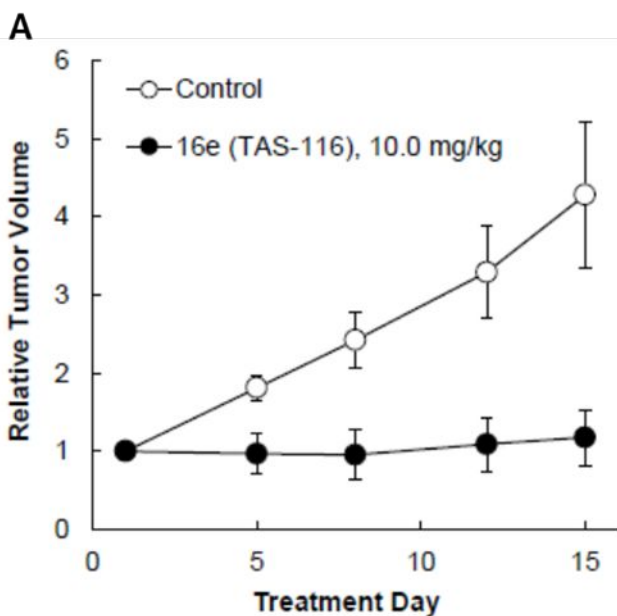 A
6
Control
5
16e (TAS-116), 10.0 mg/kg
4
3
2
1
0
Relative Tumor Volume
0 5 10 15
Treatment Day